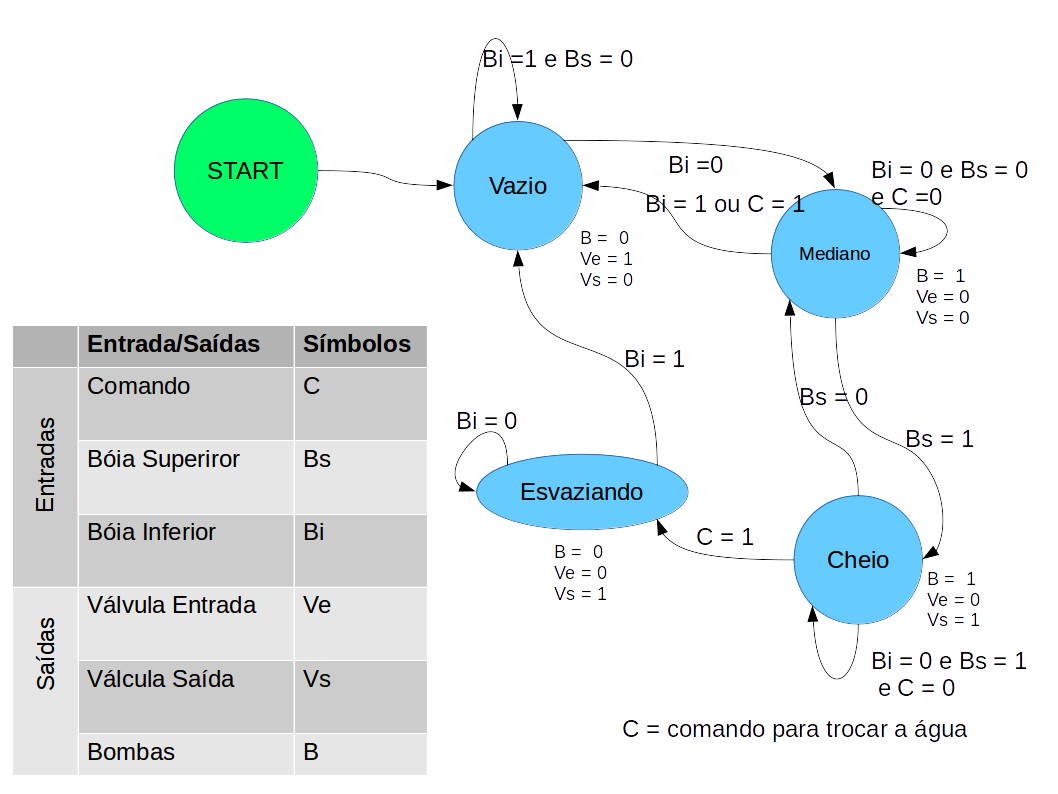 Bi =1 e Bs = 0
START
Vazio
Bi =0
Bi = 0 e Bs = 0
e C =0
Bi = 1 ou C = 1
B =  0
Ve = 1
Vs = 0
Mediano
B =  1
Ve = 0
Vs = 0
Entrada/Saídas Símbolos
Entradas
Comando C
Bóia Superiror Bs
Bóia Inferior Bi
Saídas
Válvula Entrada Ve
Válcula Saída Vs
Bombas B
Bi = 1
Bs = 0
Bs = 1
Bi = 0
Esvaziando
B =  0
Ve = 0
Vs = 1
C = 1
Cheio
B =  1
Ve = 0
Vs = 1
Bi = 0 e Bs = 1
e C = 0
C = comando para trocar a água